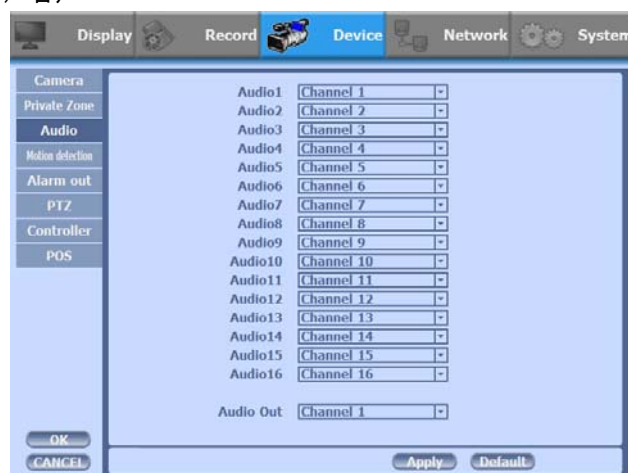 Display Record Device Network System
Camera
Private Zone
Audio
Motion detection
Alarm out
PTZ
Controller
POS
Audio1 Channel 1
Audio2 Channel 2
Audio3 Channel 3
Audio4 Channel 4
Audio5 Channel 5
Audio6 Channel 6
Audio7 Channel 7
Audio8 Channel 8
Audio9 Channel 9
Audio10 Channel 10
Audio11 Channel 11
Audio12 Channel 12
Audio13 Channel 13
Audio14 Channel 14
Audio15 Channel 15
Audio16 Channel 16
Audio Out Channel 1
OK
CANCEL
Apply Default